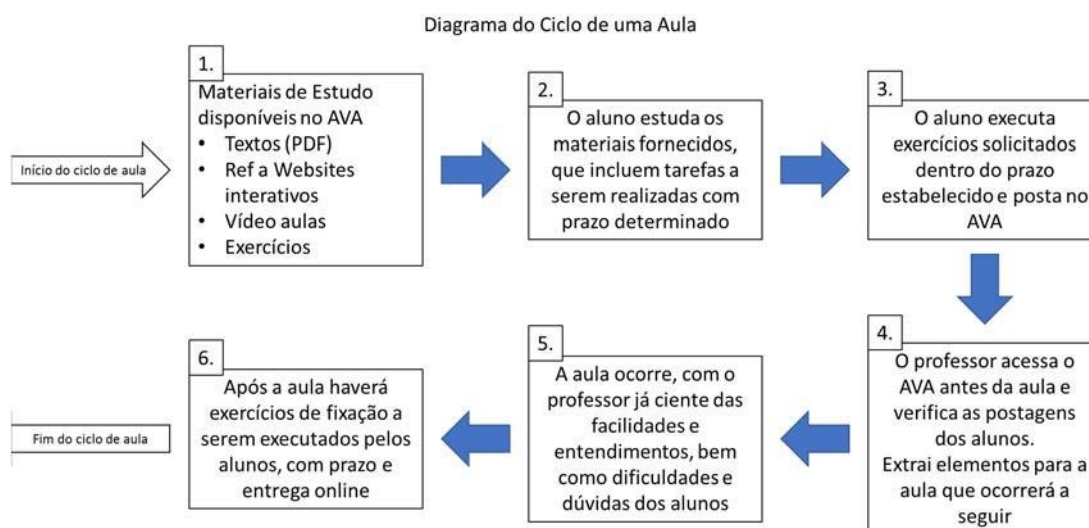 Diagrama do Ciclo de uma Aula
Início do ciclo de aula
1.
Materiais de Estudo
disponíveis no AVA
• Textos (PDF)
• Ref a Websites
interativos
• Vídeo aulas
• Exercícios
2.
O aluno estuda os
materiais fornecidos,
que incluem tarefas a
serem realizadas com
prazo determinado
3.
O aluno executa
exercícios solicitados
dentro do prazo
estabelecido e posta no
AVA
4.
O professor acessa o
AVA antes da aula e
verifica as postagens
dos alunos.
Extrai elementos para a
aula que ocorrerá a
seguir
5.
A aula ocorre, com o
professor já ciente das
facilidades e
entendimentos, bem
como dificuldades e
dúvidas dos alunos
6.
Após a aula haverá
exercícios de fixação a
serem executados pelos
alunos, com prazo e
entrega online
Fim do ciclo de aula